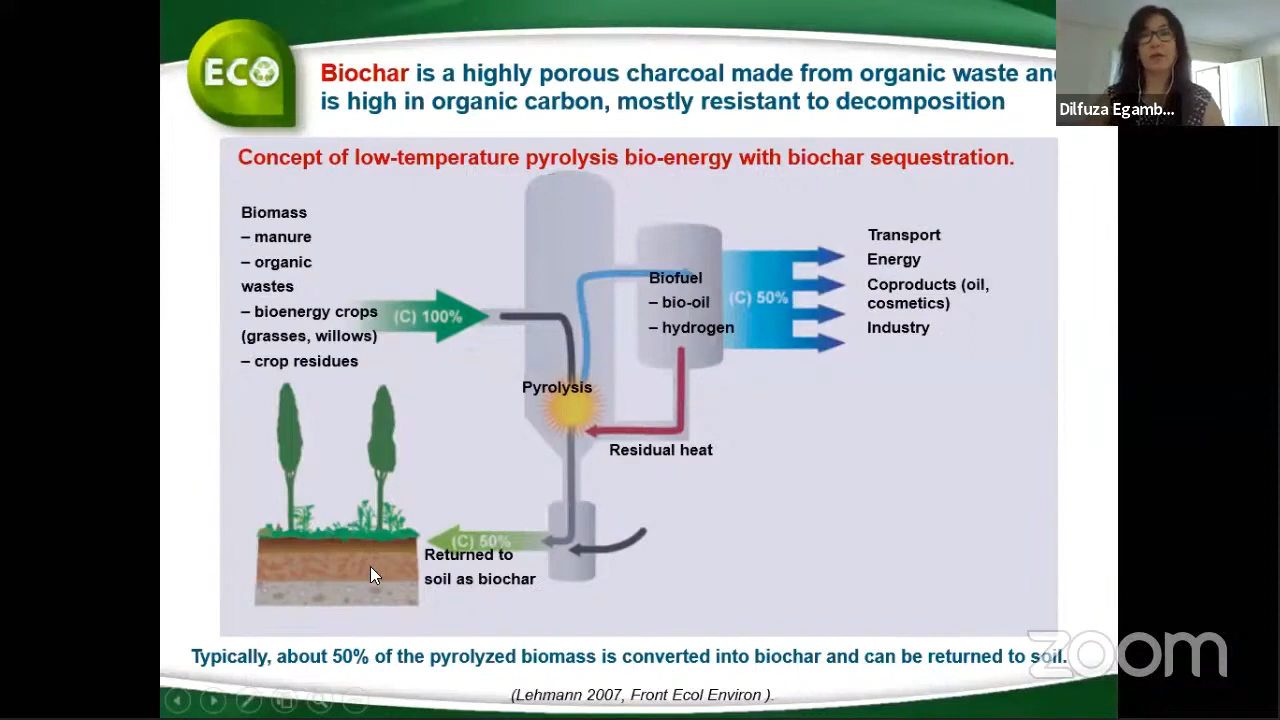 ECO
Biochar is a highly porous charcoal made from organic waste and
is high in organic carbon, mostly resistant to decomposition
Dilfuza Egamb...
Concept of low-temperature pyrolysis bio-energy with biochar sequestration.
Biomass
– manure
– organic
wastes
– bioenergy crops
(grasses, willows)
– crop residues
(C) 100%
Pyrolysis
Biofuel
– bio-oil
– hydrogen
(C) 50%
Transport
Energy
Coproducts (oil,
cosmetics)
Industry
Residual heat
(C) 50%
Returned to
soil as biochar
Typically, about 50% of the pyrolyzed biomass is converted into biochar and can be returned to soil.
zoom
(Lehmann 2007, Front Ecol Environ ).